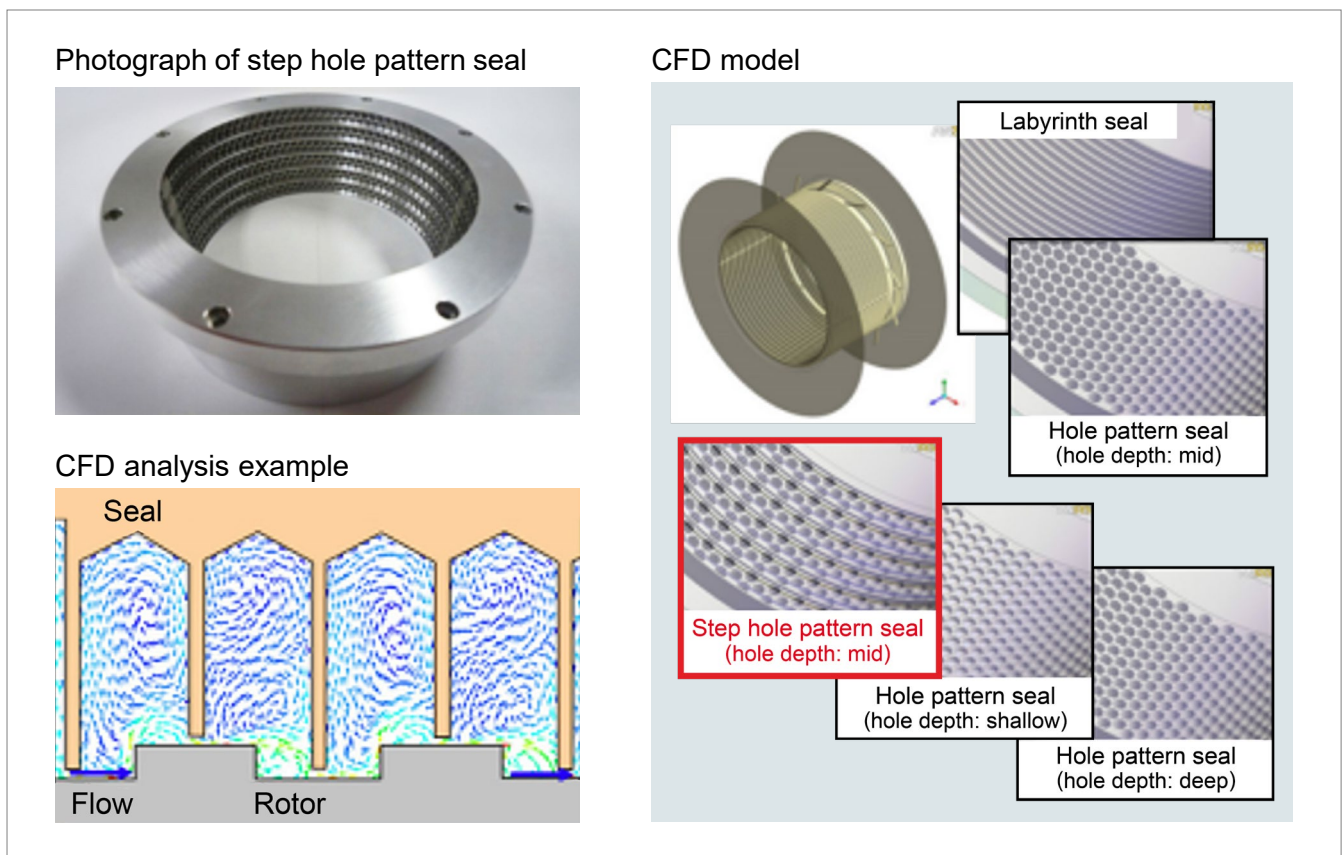 Photograph of step hole pattern seal
CFD model
Labyrinth seal
Hole pattern seal
(hole depth: mid)
CFD analysis example
Seal
Flow
Rotor
Step hole pattern seal
(hole depth: mid)
Hole pattern seal
(hole depth: shallow)
Hole pattern seal
(hole depth: deep)